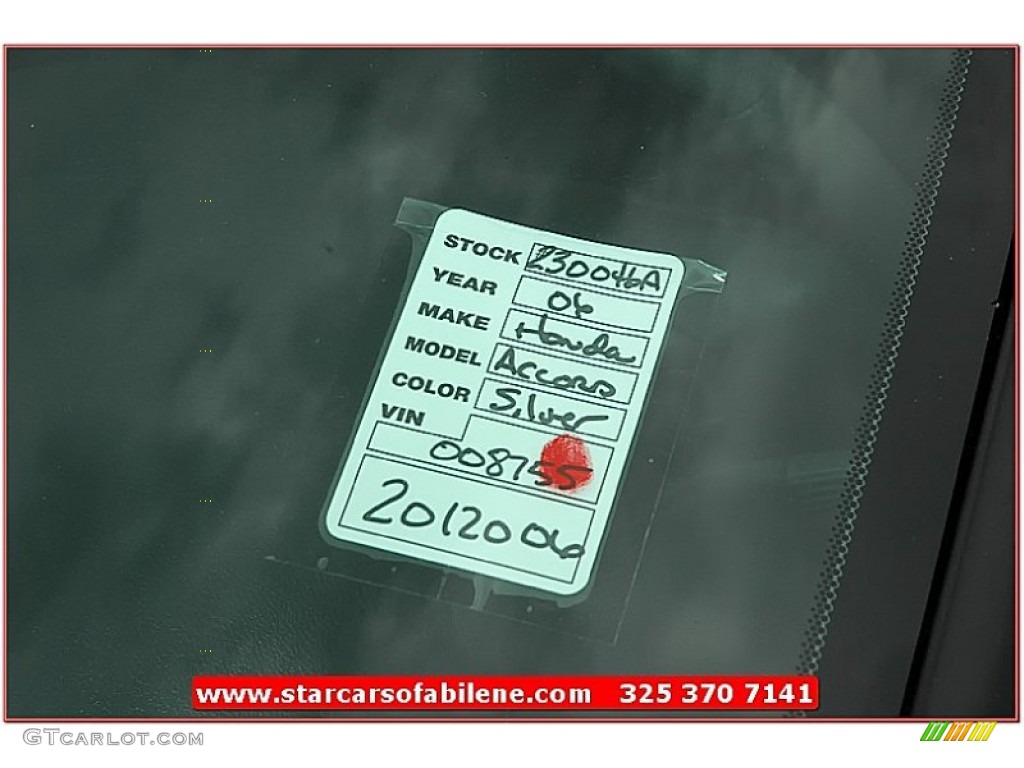 STOCK 230046A
YEAR 06
MAKE Honda
MODEL Accord
COLOR Silver
VIN
008755
2012006
www.starcarsofabilene.com 325 370 7141
GTCARLOT.COM